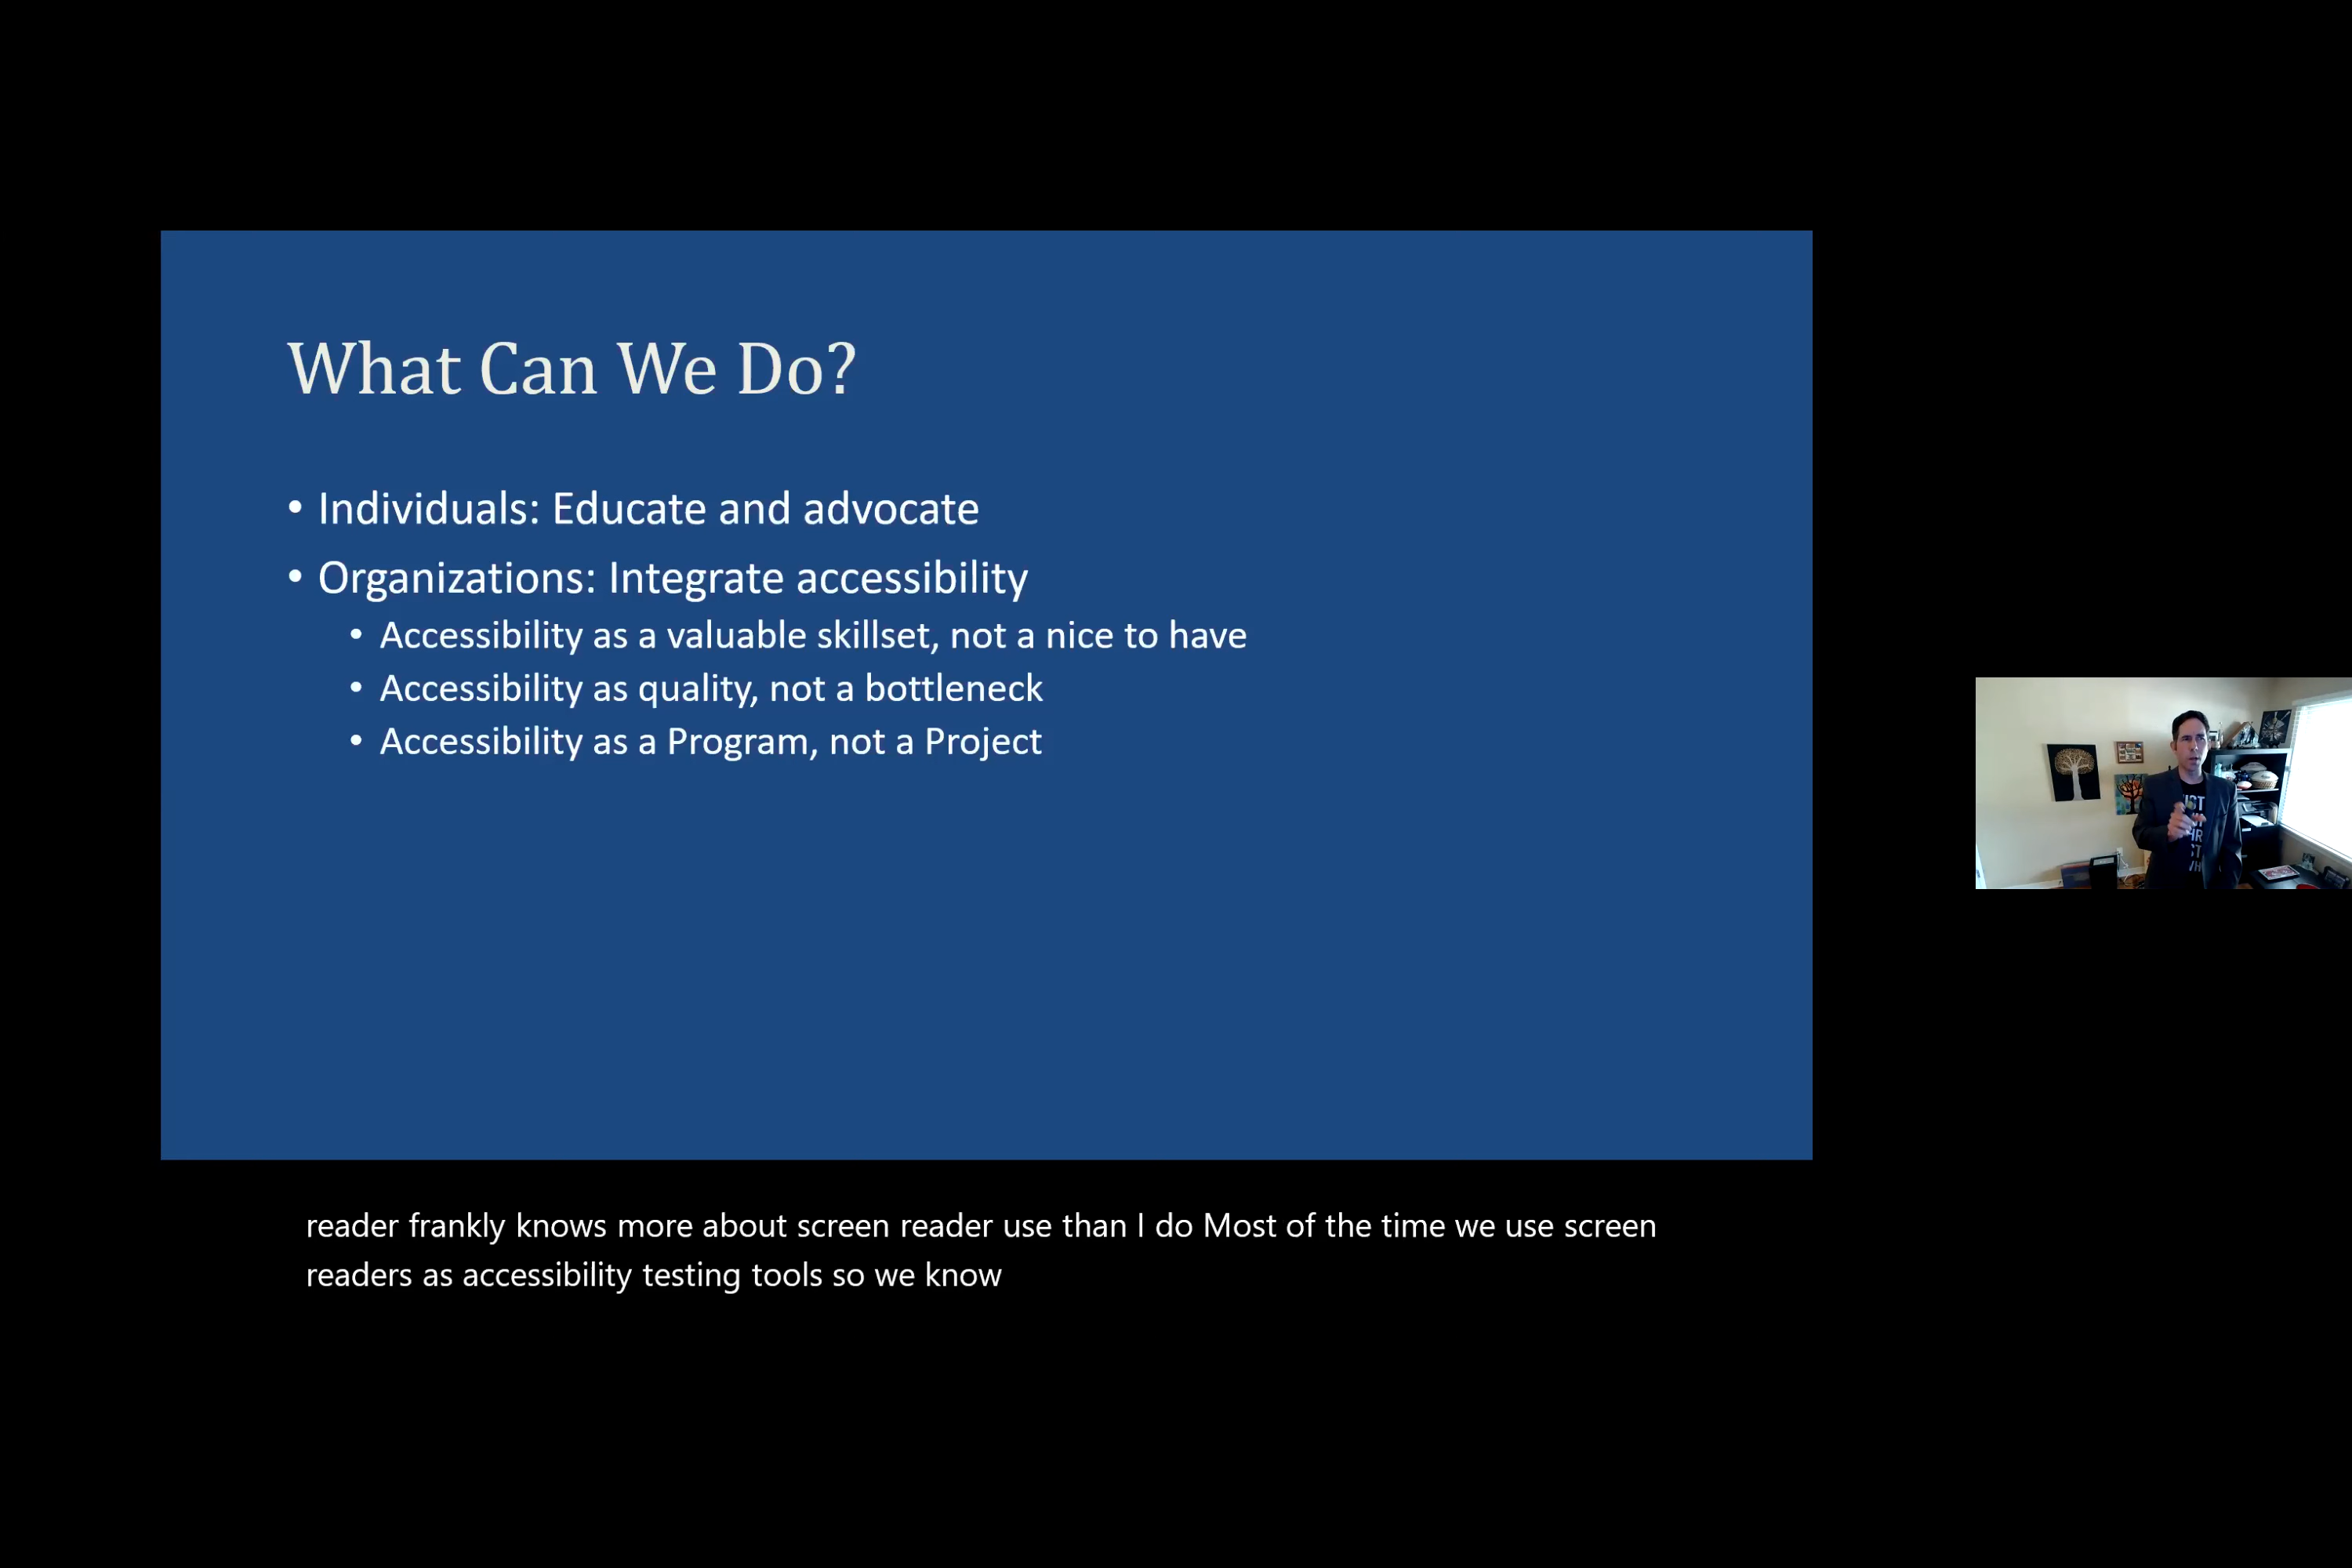 What Can We Do?
• Individuals: Educate and advocate
• Organizations: Integrate accessibility
• Accessibility as a valuable skillset, not a nice to have
• Accessibility as quality, not a bottleneck
• Accessibility as a Program, not a Project
reader frankly knows more about screen reader use than I do Most of the time we use screen
readers as accessibility testing tools so we know